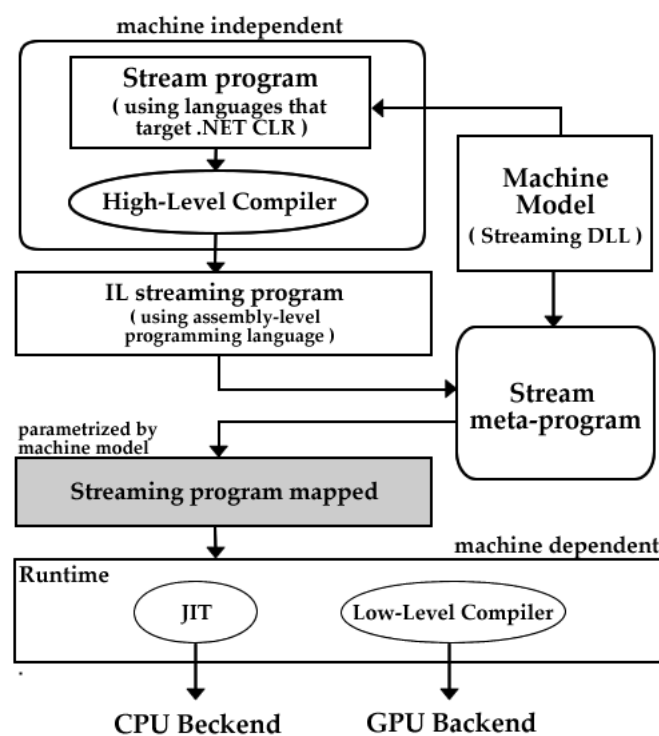 machine independent
Stream program
( using languages that
target .NET CLR )
High-Level Compiler
Machine
Model
( Streaming DLL )
IL streaming program
( using assembly-level
programming language )
Stream
meta-program
parametrized by
machine model
Streaming program mapped
machine dependent
Runtime
JIT
Low-Level Compiler
.
CPU Beckend
GPU Backend